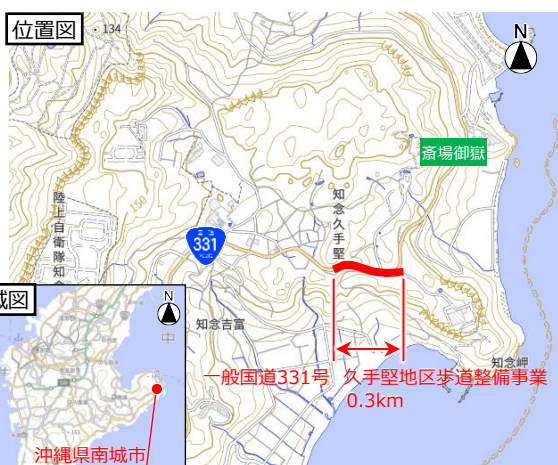 位置図
134
N
斎場御嶽
150
陸上自衛隊知念
知念久手堅
331
域図
N
知念吉富
知念岬
一般国道331号 久手堅地区歩道整備事業
0.3km
沖縄県南城市